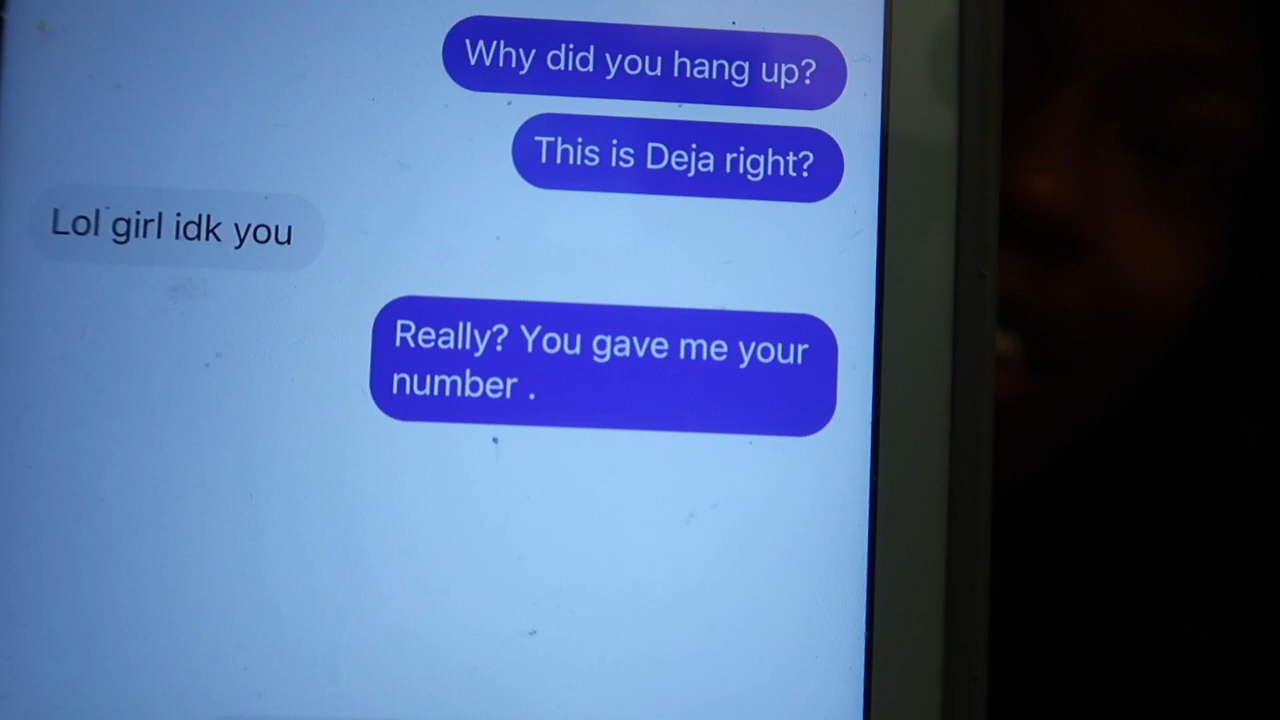 Why did you hang up?
This is Deja right?
Lol girl idk you
Really? You gave me your
number .